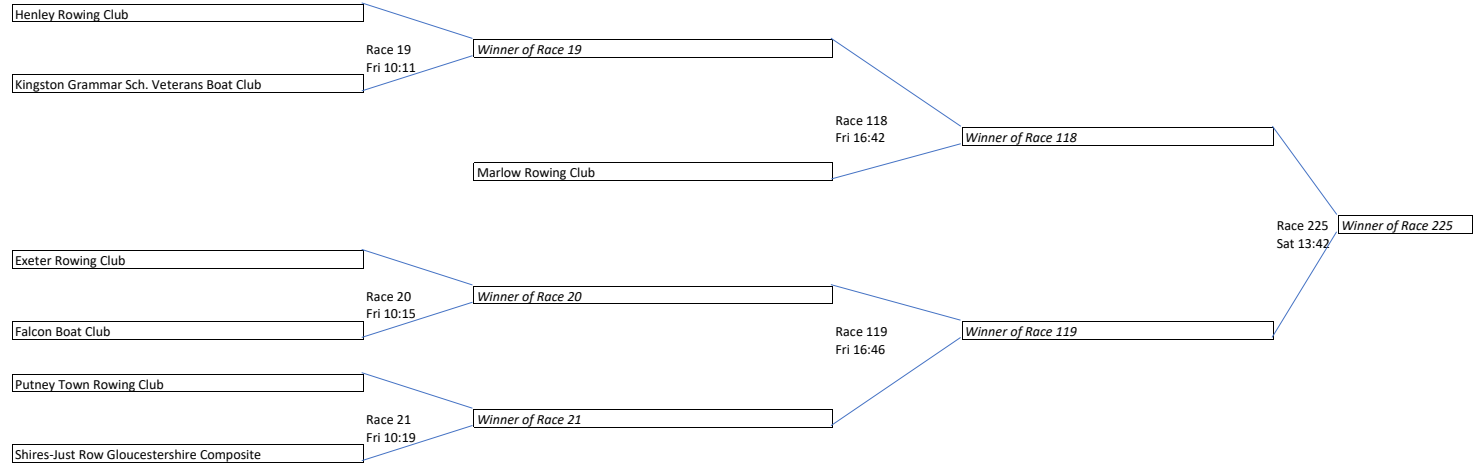 Henley Rowing Club
Race 19
Fri 10:11
Winner of Race 19
Kingston Grammar Sch. Veterans Boat Club
Race 118
Fri 16:42
Winner of Race 118
Marlow Rowing Club
Race 225
Sat 13:42
Winner of Race 225
Exeter Rowing Club
Race 20
Fri 10:15
Winner of Race 20
Falcon Boat Club
Race 119
Fri 16:46
Winner of Race 119
Putney Town Rowing Club
Race 21
Fri 10:19
Winner of Race 21
Shires-Just Row Gloucestershire Composite